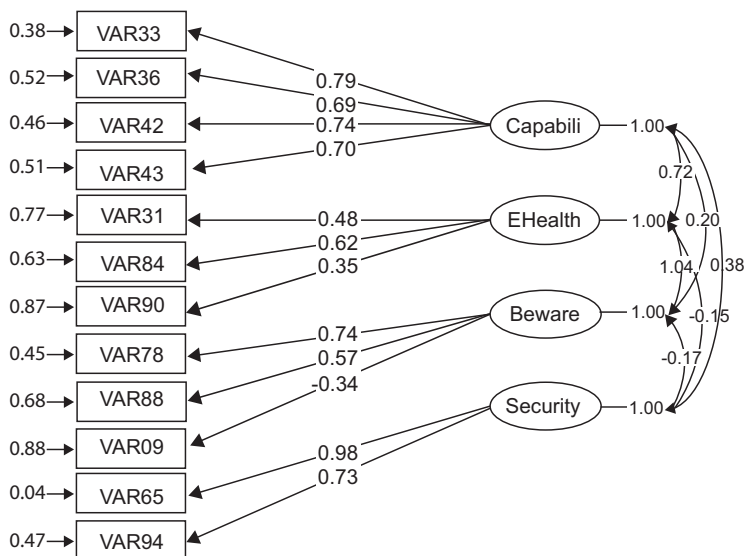 0.38 VAR33
0.52 VAR36
0.46 VAR42
0.51 VAR43
0.77 VAR31
0.63 VAR84
0.87 VAR90
0.45 VAR78
0.68 VAR88
0.88 VAR09
0.04 VAR65
0.47 VAR94
0.79
0.69
0.74
0.70
0.48
0.62
0.35
0.74
0.57
-0.34
0.98
0.73
Capabili 1.00
EHealth 1.00
Beware 1.00
Security 1.00
0.72
0.20
1.04 0.38
-0.15
-0.17